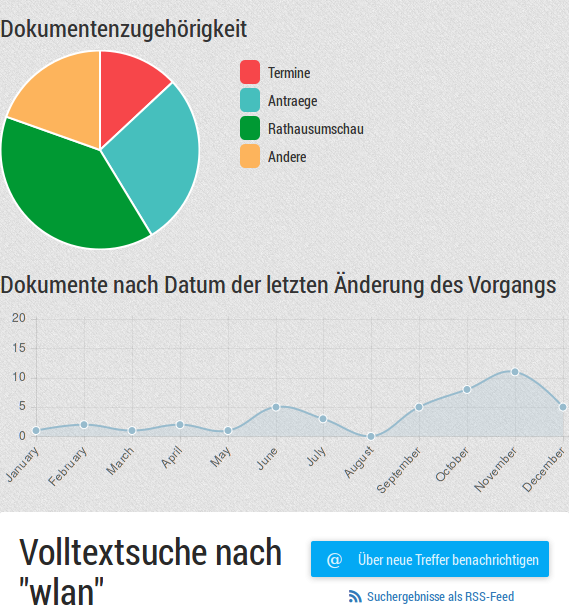 Dokumentenzugehörigkeit
Termine
Antraege
Rathausumschau
Andere
Dokumente nach Datum der letzten Änderung des Vorgangs
20
15
10
5
0
January
February
March
April
May
June
July
August
September
October
November
December
Volltextsuche nach
"wlan"
@ Über neue Treffer benachrichtigen
Suchergebnisse als RSS-Feed